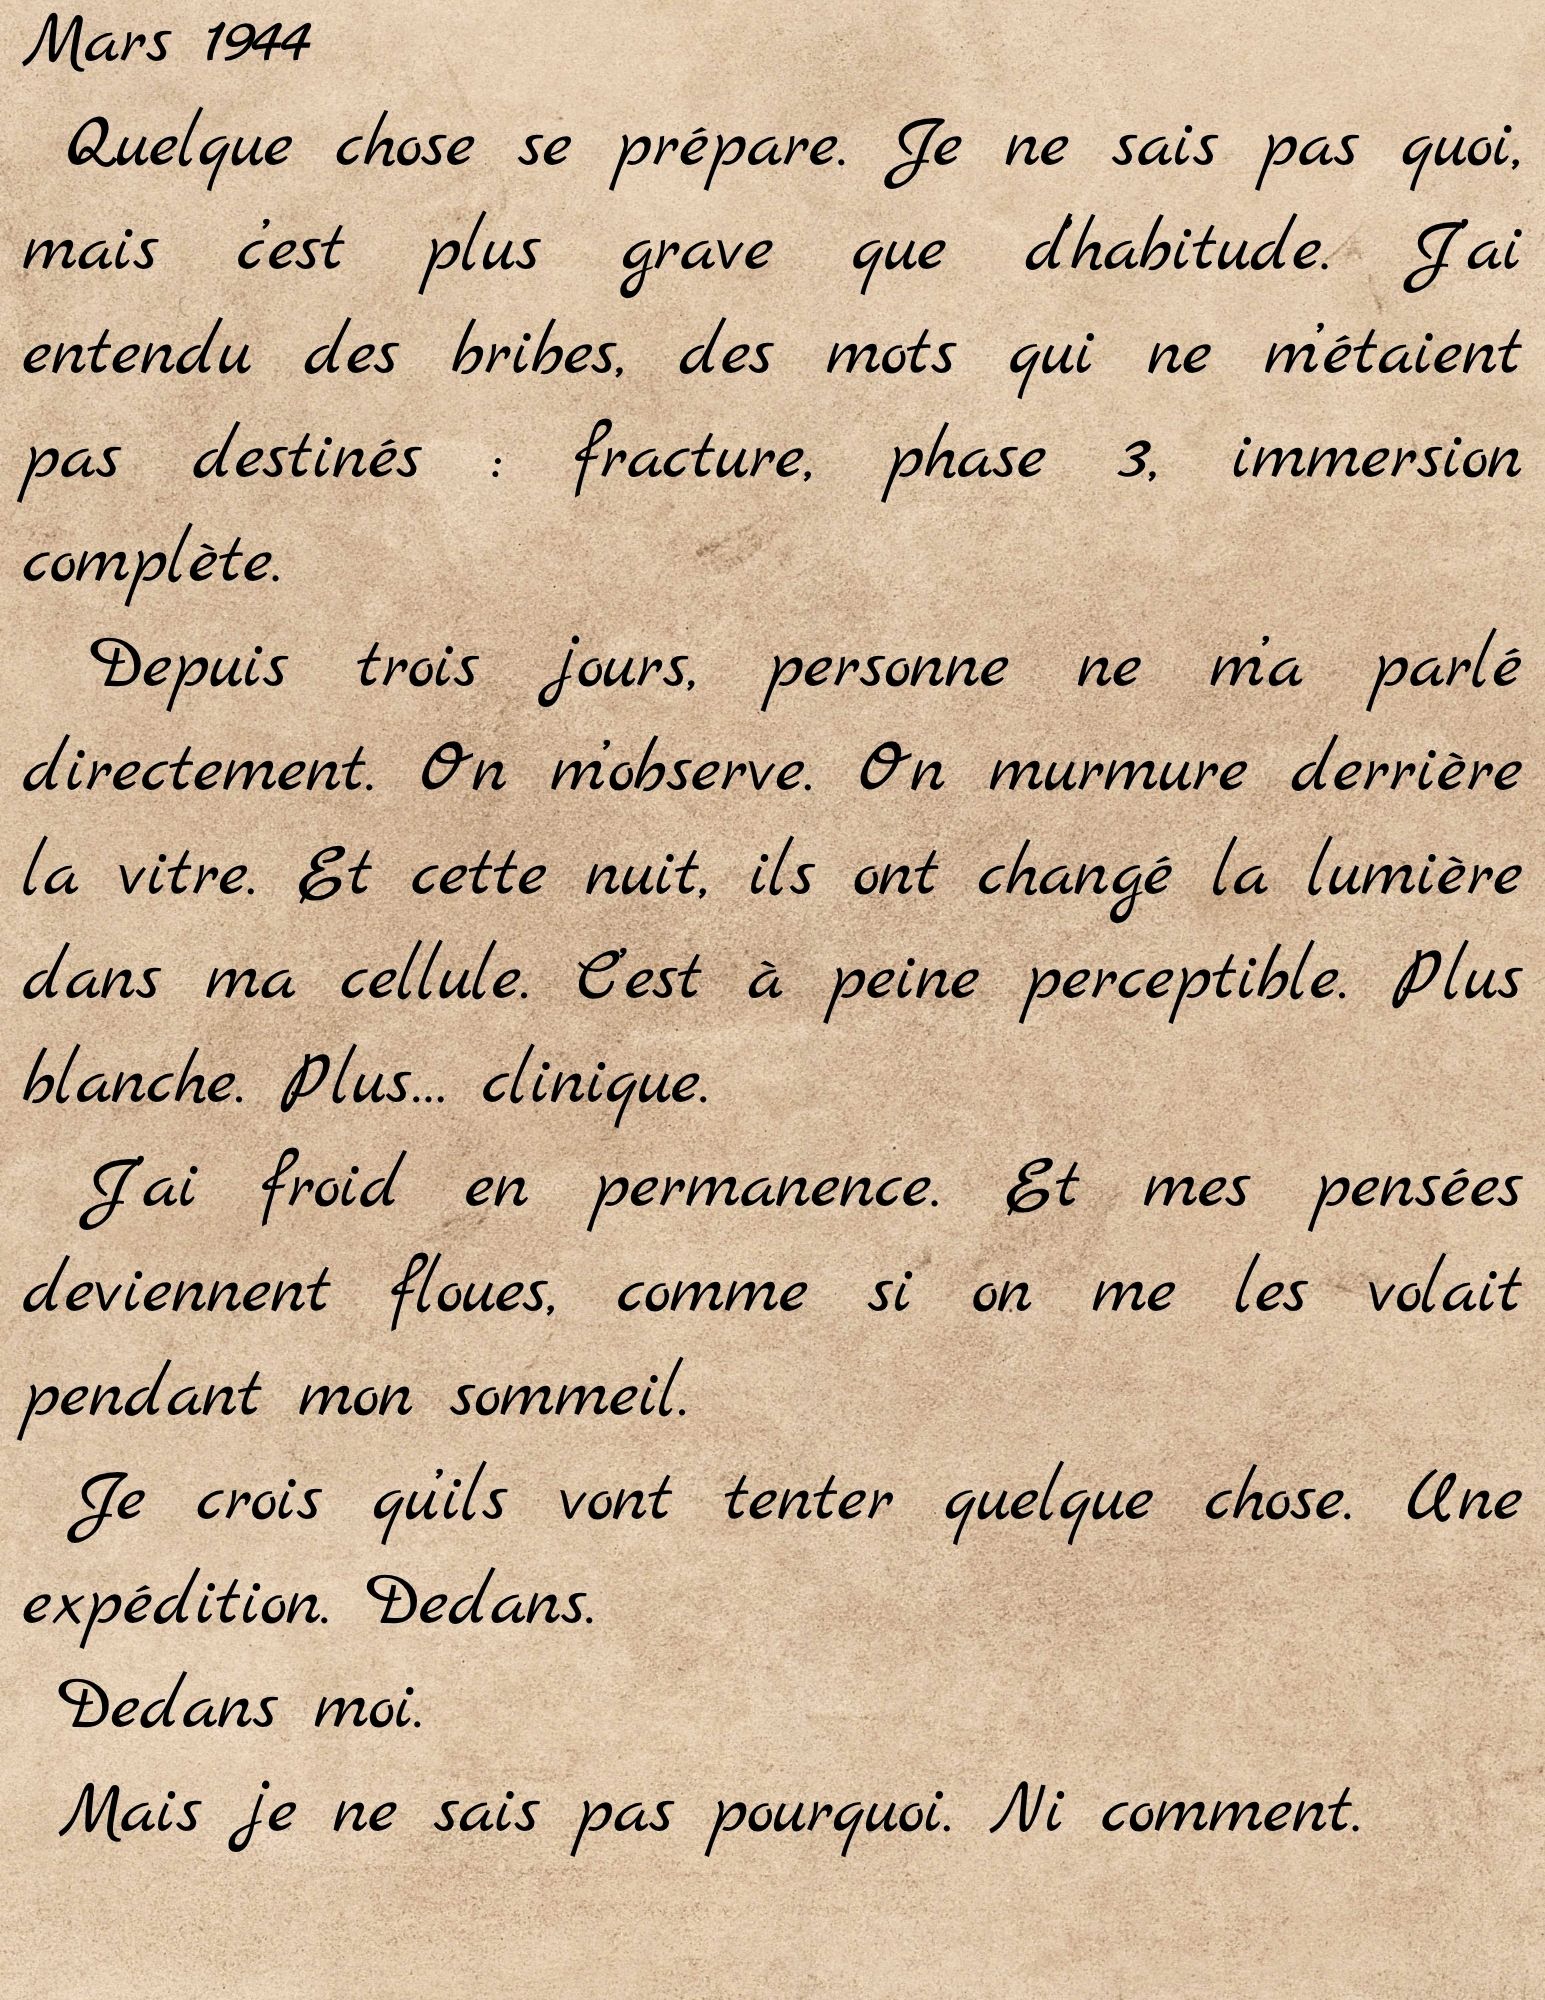 Mars 1944
Quelque chose se prépare. Je ne sais pas quoi,
mais c'est plus grave que d'habitude. J'ai
entendu des bribes, des mots qui ne m'étaient
pas destinés : fracture, phase 3, immersion
complète.
Depuis trois jours, personne ne m'a parlé
directement. On m'observe. On murmure derrière
la vitre. Et cette nuit, ils ont changé la lumière
dans ma cellule. C'est à peine perceptible. Plus
blanche. Plus... clinique.
J'ai froid en permanence. Et mes pensées
deviennent floues, comme si on me les volait
pendant mon sommeil.
Je crois qu'ils vont tenter quelque chose. Une
expédition. Dedans.
Dedans moi.
Mais je ne sais pas pourquoi. Ni comment.